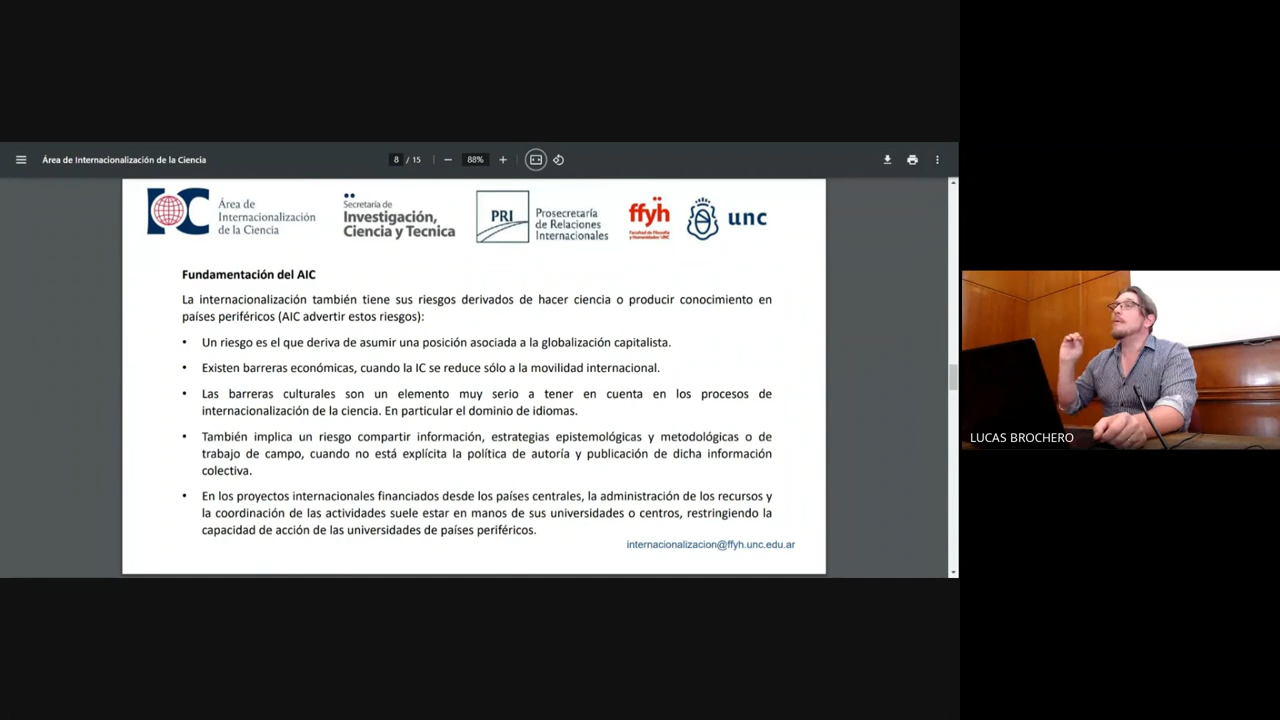 Área de Internacionalización de la Ciencia
8 / 15
88%
Área de
Internacionalización
de la Ciencia
Secretaría de
Investigación,
Ciencia y Tecnica
PRI
Prosecretaría
de Relaciones
Internacionales
ffyh
Facultad de Filosofía
y Humanidades UNC
unc
Fundamentación del AIC
La internacionalización también tiene sus riesgos derivados de hacer ciencia o producir conocimiento en
países periféricos (AIC advertir estos riesgos):
• Un riesgo es el que deriva de asumir una posición asociada a la globalización capitalista.
• Existen barreras económicas, cuando la IC se reduce sólo a la movilidad internacional.
• Las barreras culturales son un elemento muy serio a tener en cuenta en los procesos de
internacionalización de la ciencia. En particular el dominio de idiomas.
• También implica un riesgo compartir información, estrategias epistemológicas y metodológicas o de
trabajo de campo, cuando no está explícita la política de autoría y publicación de dicha información
colectiva.
• En los proyectos internacionales financiados desde los países centrales, la administración de los recursos y
la coordinación de las actividades suele estar en manos de sus universidades o centros, restringiendo la
capacidad de acción de las universidades de países periféricos.
internacionalizacion@ffyh.unc.edu.ar
LUCAS BROCHERO